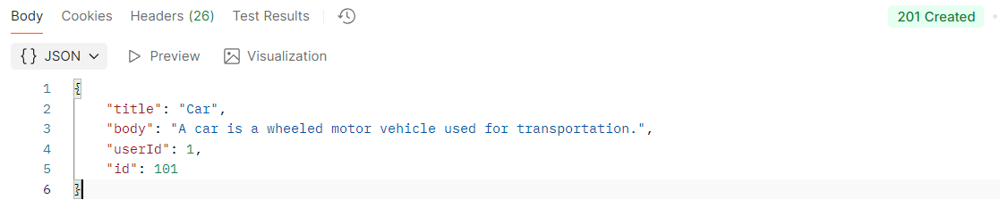 Body Cookies Headers (26) Test Results 201 Created
{} JSON Preview Visualization
1 {
2 "title": "Car",
3 "body": "A car is a wheeled motor vehicle used for transportation.",
4 "userId": 1,
5 "id": 101
6 }